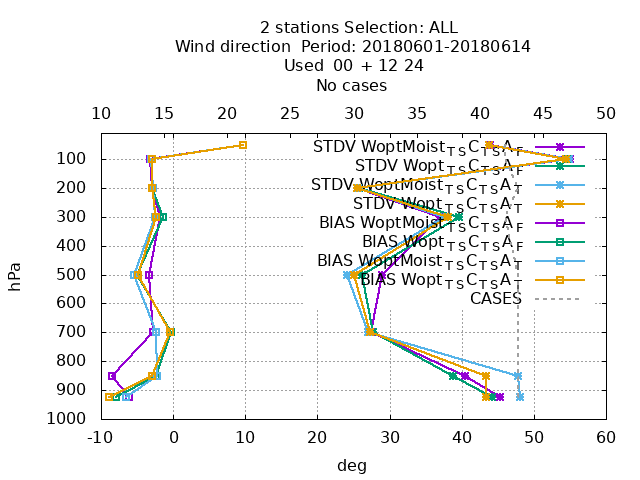 2 stations Selection: ALL
Wind direction  Period: 20180601-20180614
Used  00 + 12 24
No cases
10 15 20 25 30 35 40 45 50
STDV WoptMoist_TS C_TS A_F
STDV Wopt_TS C_TS A_F
STDV WoptMoist_TS C_TS A_T
STDV Wopt_TS C_TS A_T
BIAS WoptMoist_TS C_TS A_F
BIAS Wopt_TS C_TS A_F
BIAS WoptMoist_TS C_TS A_T
BIAS Wopt_TS C_TS A_T
CASES
hPa
100
200
300
400
500
600
700
800
900
1000
-10 0 10 20 30 40 50 60
deg